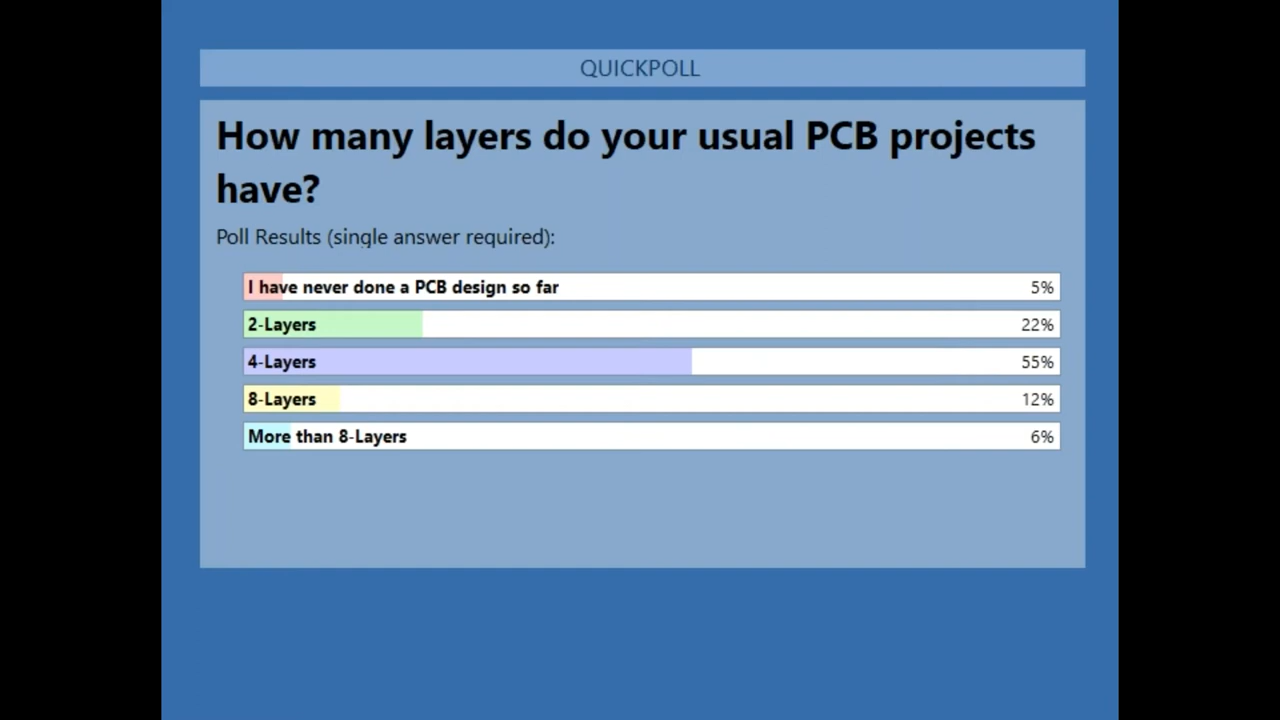 QUICKPOLL
How many layers do your usual PCB projects
have?
Poll Results (single answer required):
I have never done a PCB design so far 5%
2-Layers 22%
4-Layers 55%
8-Layers 12%
More than 8-Layers 6%